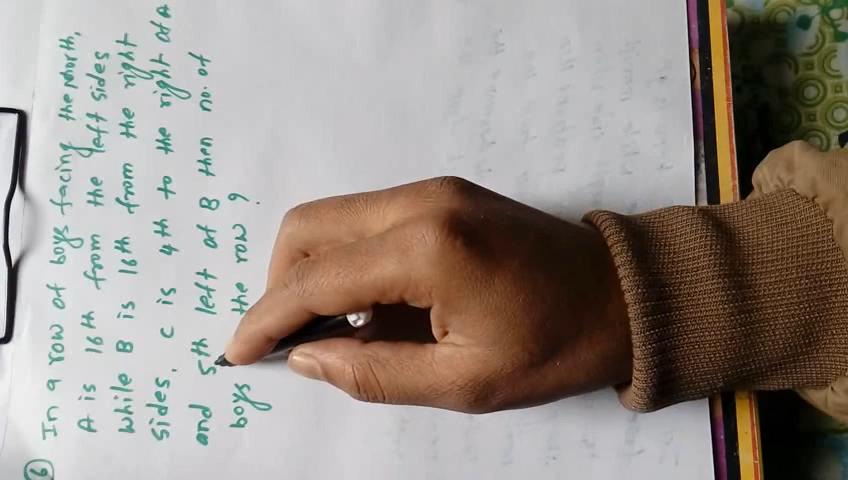 6 In a row of boys facing the North,
A is 16th from the left sides
while B is 16th from the right
sides. C is 4th to the right of A
and 5th left of B then no. of
boys the row ?